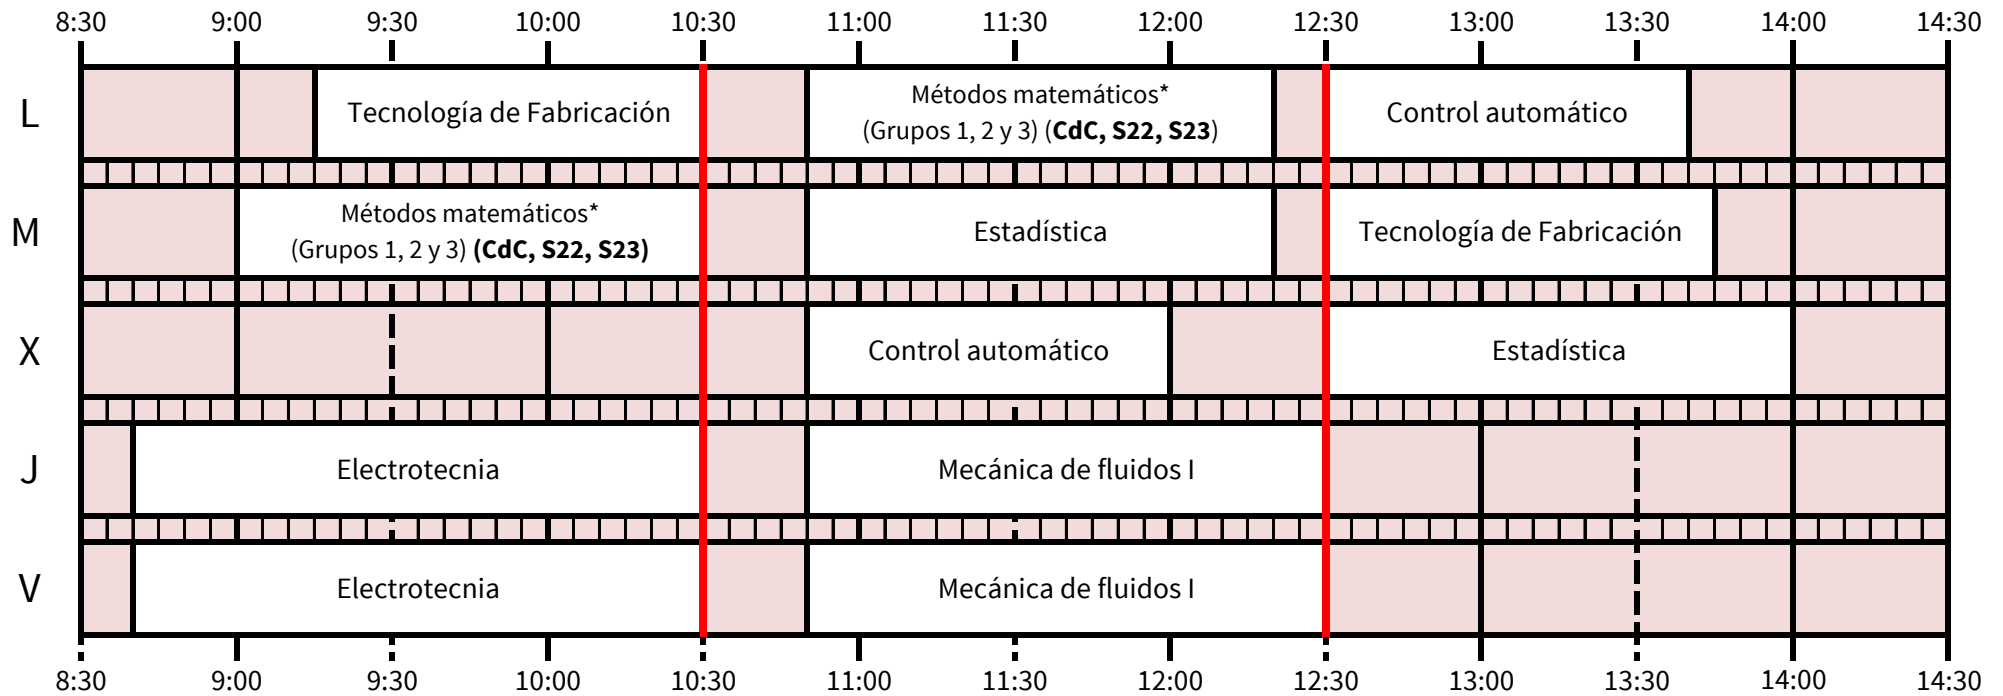 8:30 9:00 9:30 10:00 10:30 11:00 11:30 12:00 12:30 13:00 13:30 14:00 14:30
L
Tecnología de Fabricación
Métodos matemáticos*
(Grupos 1, 2 y 3) (CdC, S22, S23)
Control automático
M
Métodos matemáticos*
(Grupos 1, 2 y 3) (CdC, S22, S23)
Estadística
Tecnología de Fabricación
X
Control automático
Estadística
J
Electrotecnia
Mecánica de fluidos I
V
Electrotecnia
Mecánica de fluidos I
8:30 9:00 9:30 10:00 10:30 11:00 11:30 12:00 12:30 13:00 13:30 14:00 14:30